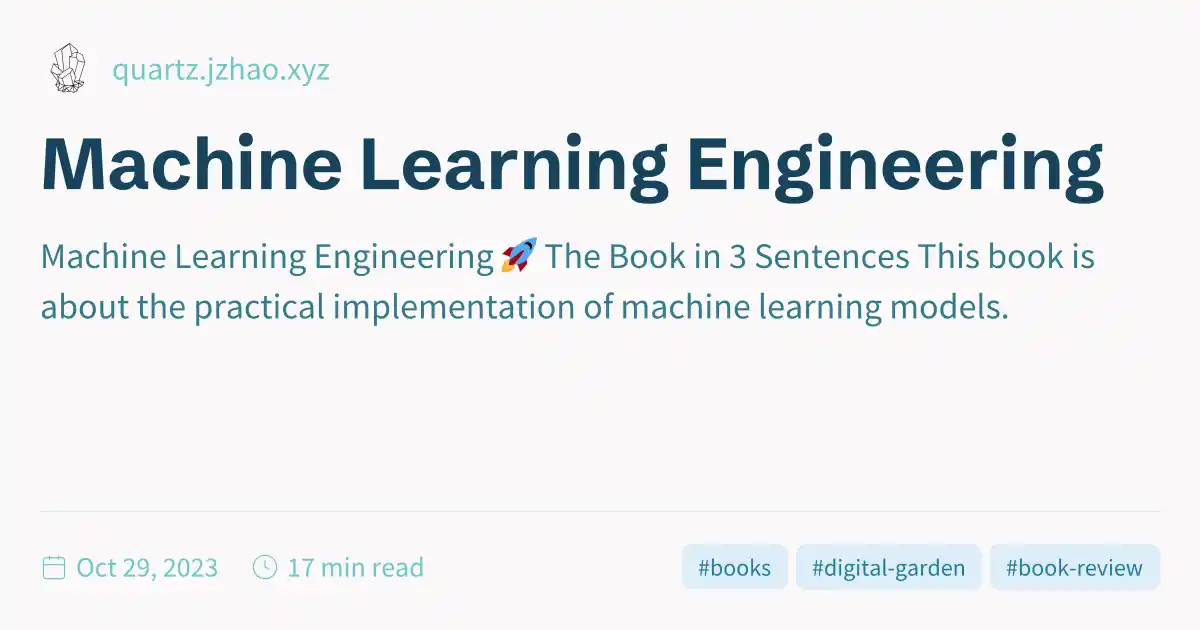 quartz.jzhao.xyz
Machine Learning Engineering
Machine Learning Engineering 🚀 The Book in 3 Sentences This book is
about the practical implementation of machine learning models.
Oct 29, 2023 17 min read #books #digital-garden #book-review